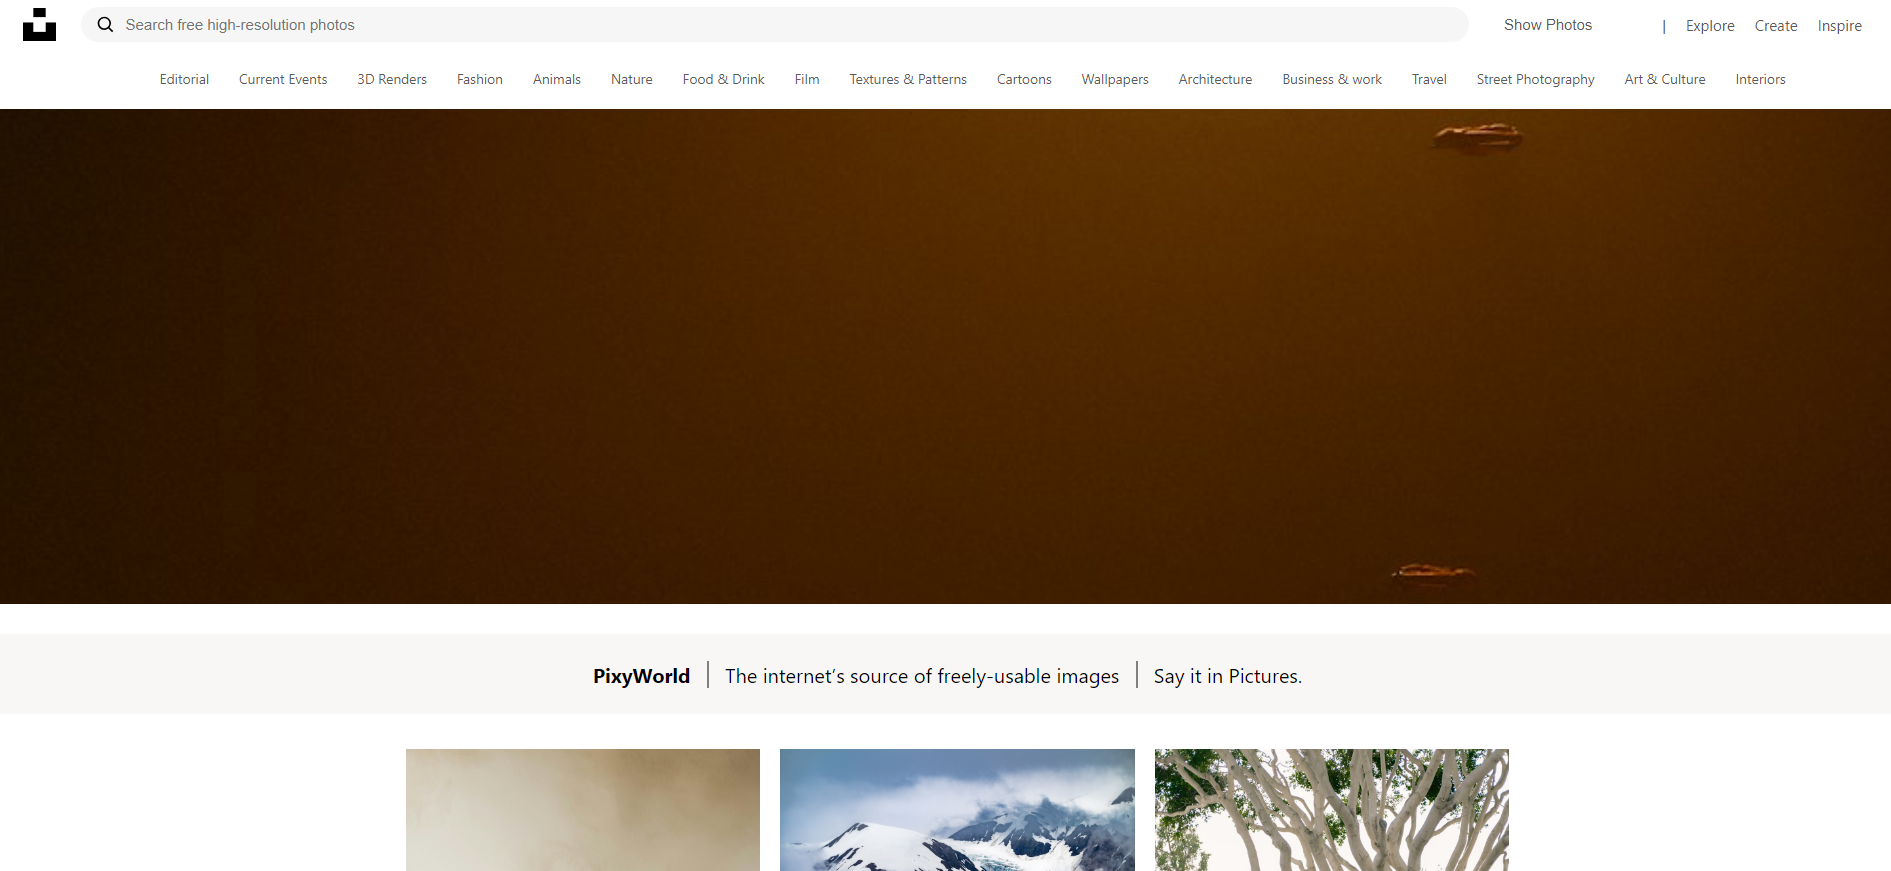 Search free high-resolution photos Show Photos | Explore Create Inspire
Editorial Current Events 3D Renders Fashion Animals Nature Food & Drink Film Textures & Patterns Cartoons Wallpapers Architecture Business & work Travel Street Photography Art & Culture Interiors
PixyWorld | The internet’s source of freely-usable images | Say it in Pictures.